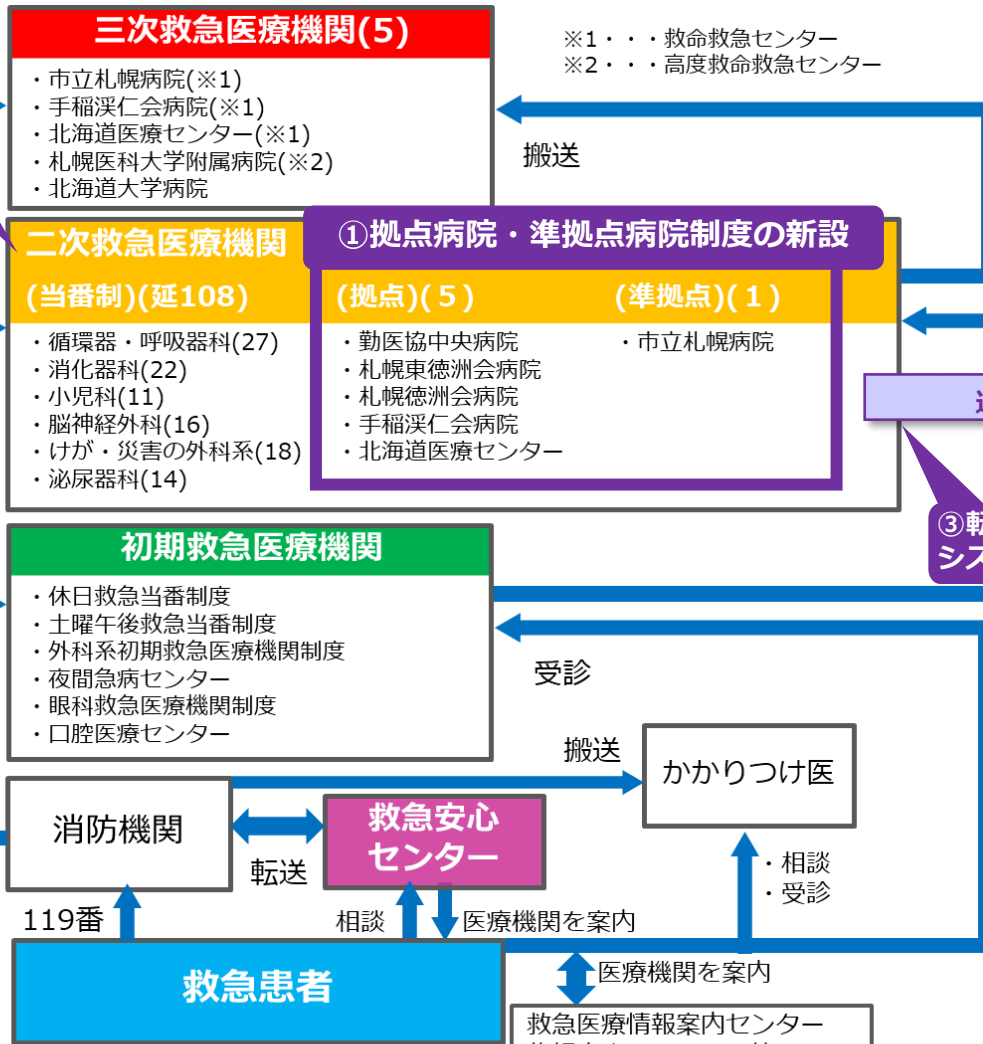 三次救急医療機関(5)
・市立札幌病院(※1)
・手稲渓仁会病院(※1)
・北海道医療センター(※1)
・札幌医科大学附属病院(※2)
・北海道大学病院
※1・・・救命救急センター
※2・・・高度救命救急センター
搬送
二次救急医療機関
①拠点病院・準拠点病院制度の新設
(当番制)(延108)
・循環器・呼吸器科(27)
・消化器科(22)
・小児科(11)
・脳神経外科(16)
・けが・災害の外科系(18)
・泌尿器科(14)
(拠点)(5)
・勤医協中央病院
・札幌東徳洲会病院
・札幌徳洲会病院
・手稲渓仁会病院
・北海道医療センター
(準拠点)(1)
・市立札幌病院
③転
シス
初期救急医療機関
・休日救急当番制度
・土曜午後救急当番制度
・外科系初期救急医療機関制度
・夜間急病センター
・眼科救急医療機関制度
・口腔医療センター
受診
搬送
かかりつけ医
消防機関
救急安心
センター
転送
・相談
・受診
119番
相談
医療機関を案内
救急患者
医療機関を案内
救急医療情報案内センター